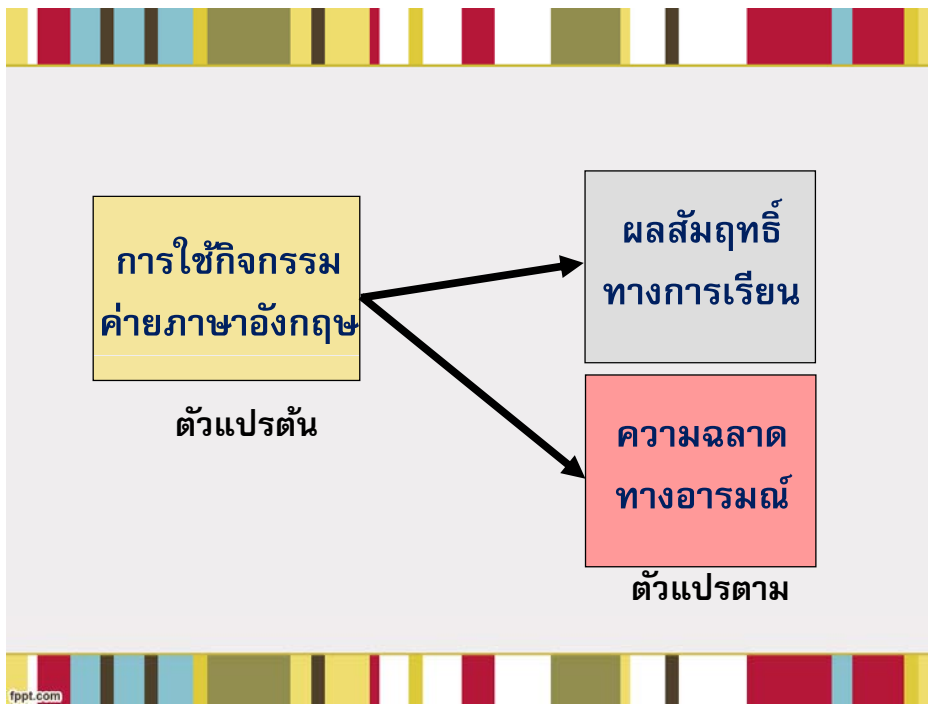 การใช้กิจกรรม
ค่ายภาษาอังกฤษ
ตัวแปรต้น
ผลสัมฤทธิ์
ทางการเรียน
ความฉลาด
ทางอารมณ์
ตัวแปรตาม
fppt.com